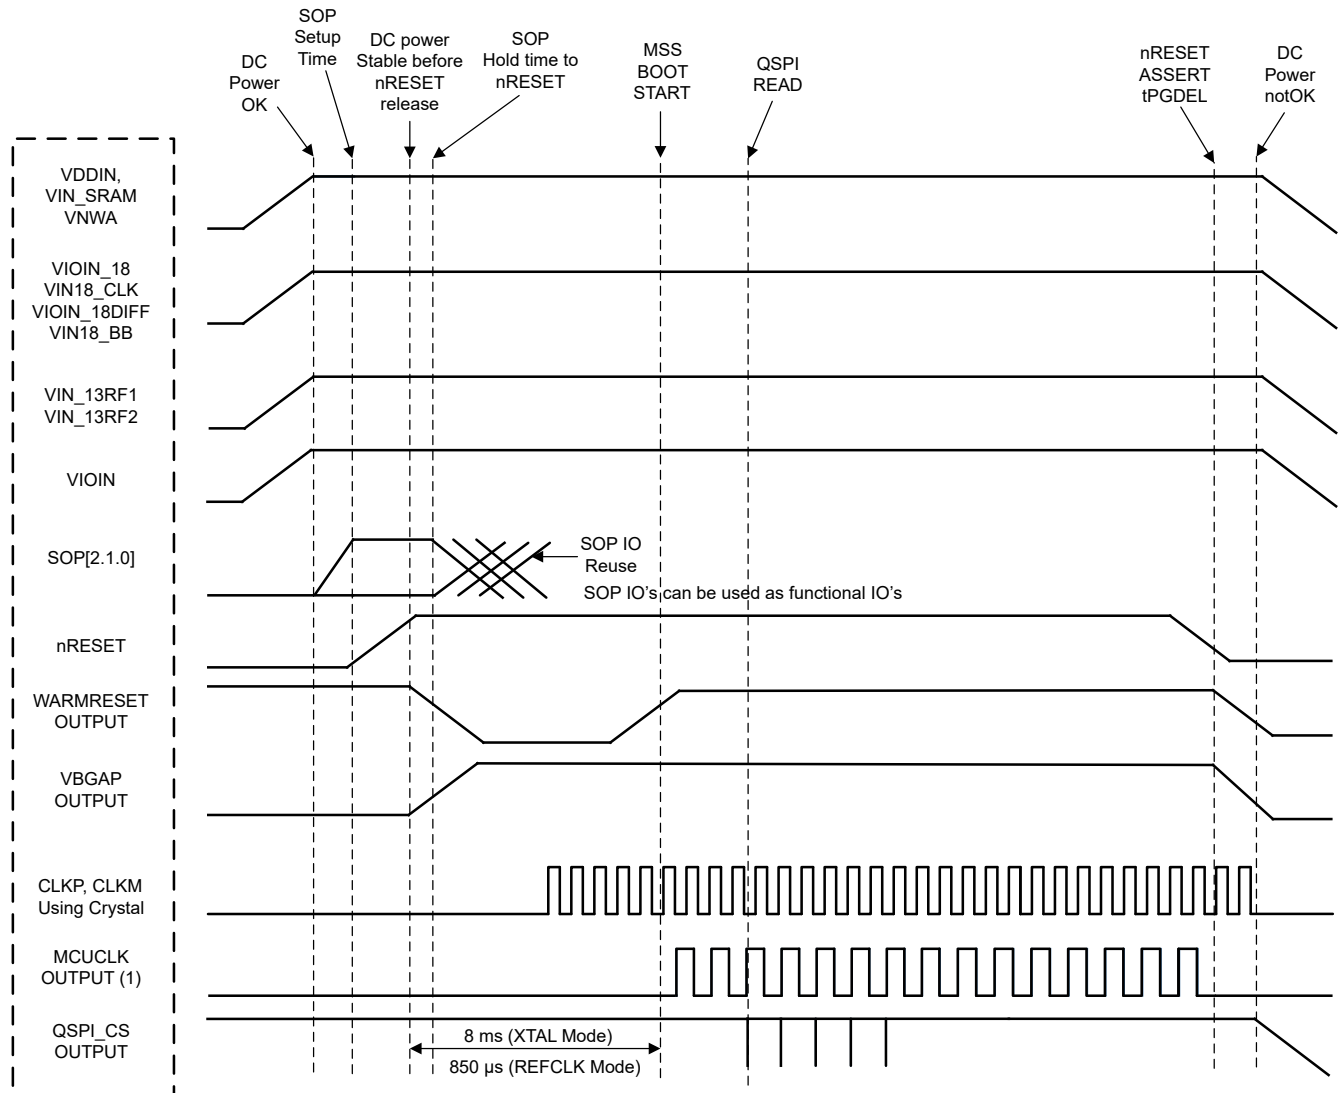 SOP
Setup
Time
DC
Power
OK
DC power
Stable before
nRESET
release
SOP
Hold time to
nRESET
MSS
BOOT
START
QSPI
READ
nRESET
ASSERT
tPGDEL
DC
Power
notOK
VDDIN,
VIN_SRAM
VNWA
VIOIN_18
VIN18_CLK
VIOIN_18DIFF
VIN18_BB
VIN_13RF1
VIN_13RF2
VIOIN
SOP[2.1.0]
SOP IO
Reuse
SOP IO's can be used as functional IO's
nRESET
WARMRESET
OUTPUT
VBGAP
OUTPUT
CLKP, CLKM
Using Crystal
MCUCLK
OUTPUT (1)
QSPI_CS
OUTPUT
8 ms (XTAL Mode)
850 µs (REFCLK Mode)